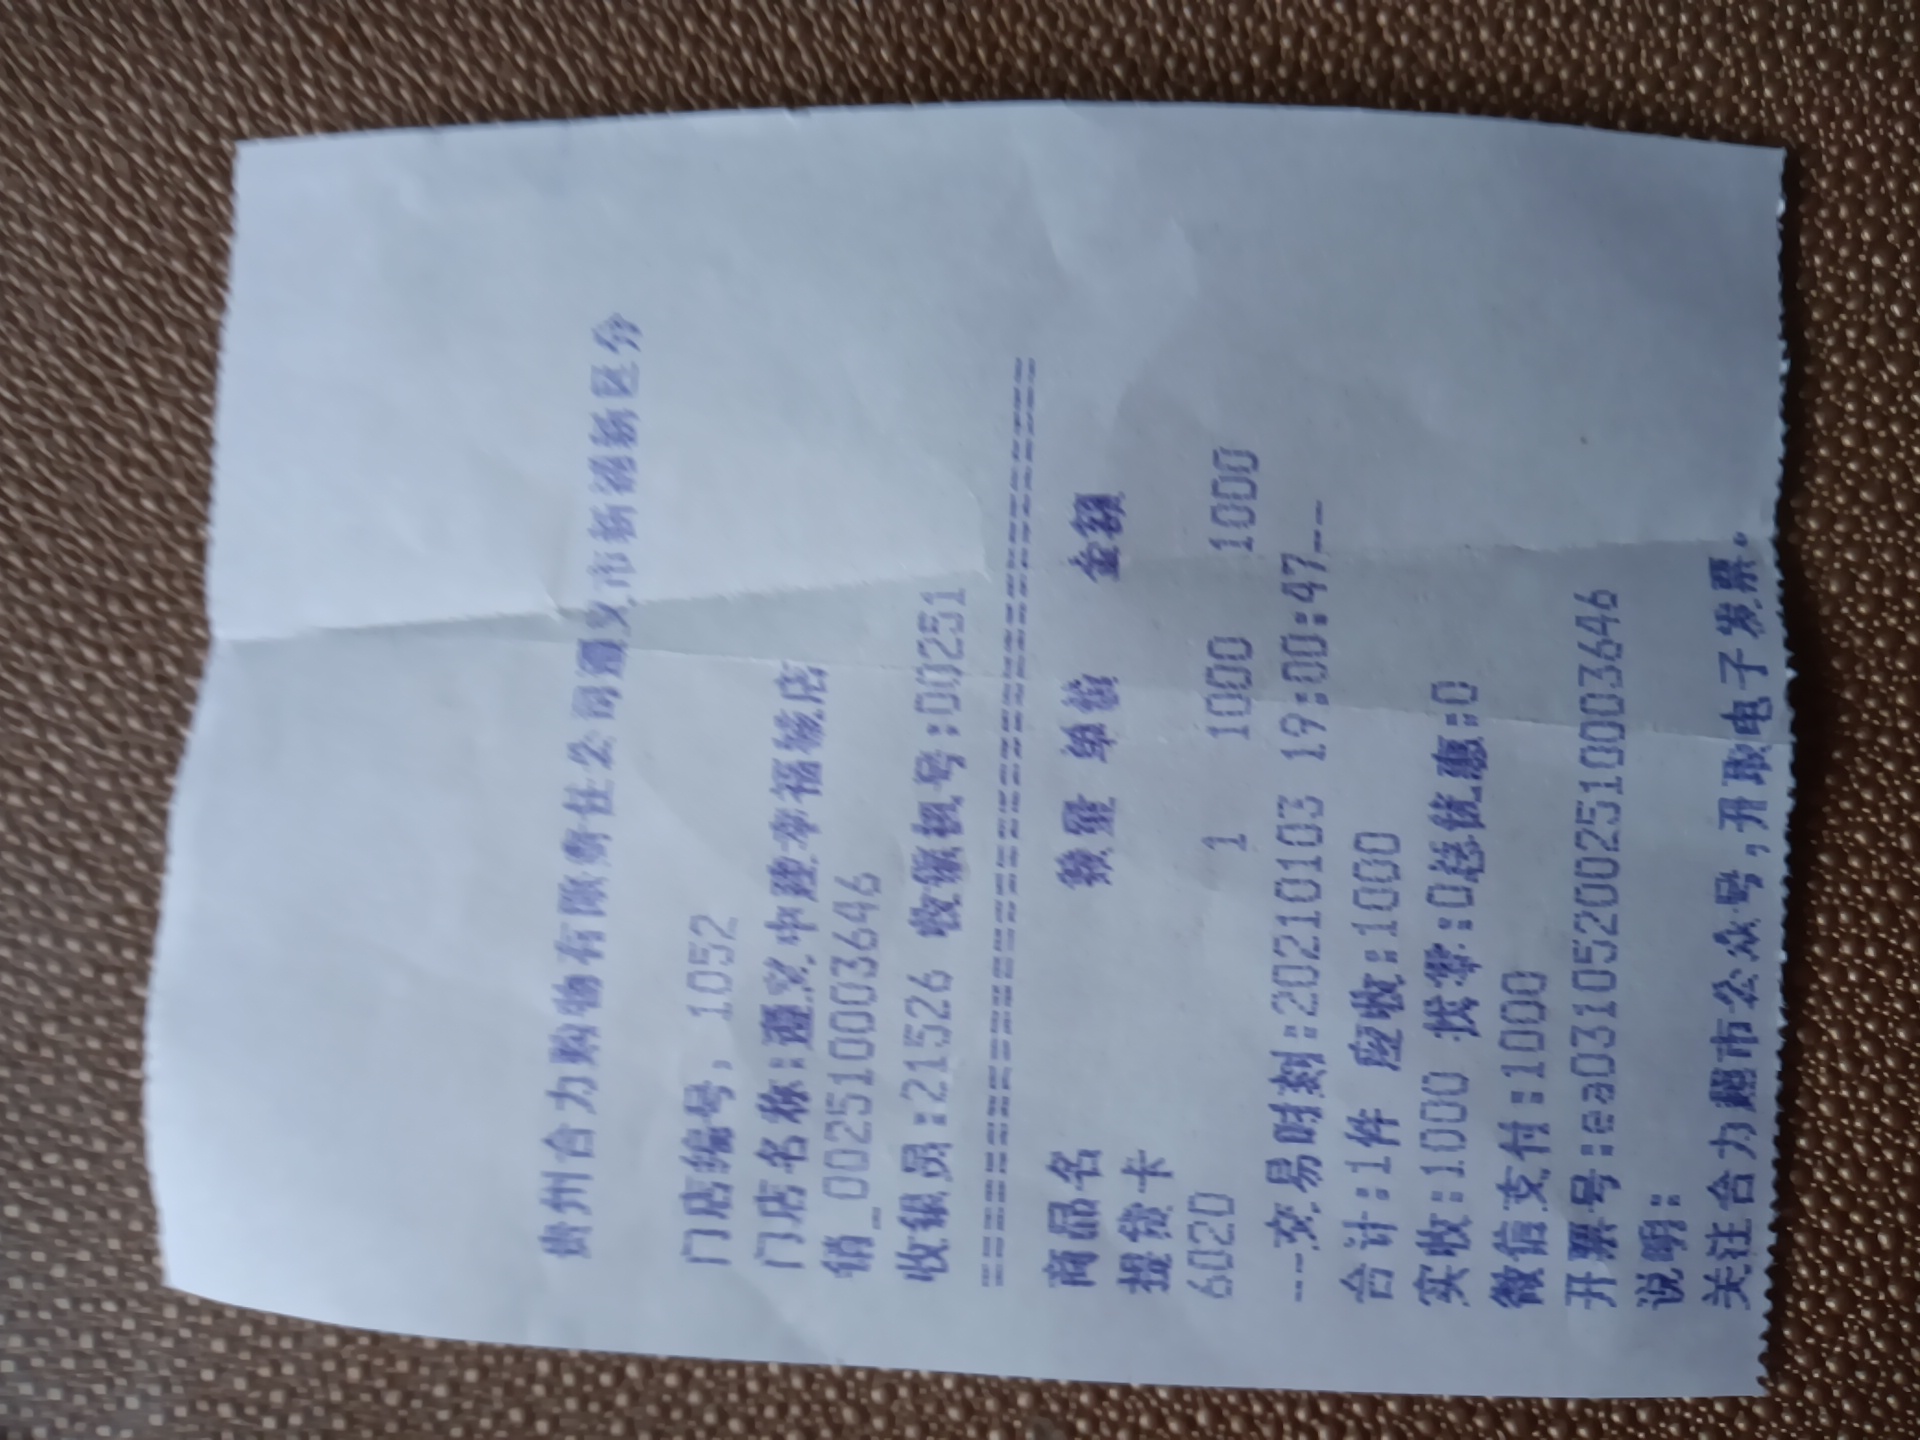 贵州合力购物有限责任公司遵义市新蒲新区分
门店编号, 1052
门店名称:遵义中建幸福城店
销_002510003646
收银员:21526 收银机号:00251
========================================
商品名 数量 单价 金额
提货卡
6020 1 1000 1000
---交易时刻:20210103 19:00:47_--
合计:1件 应收:1000
实收:1000 找零:0总优惠:0
微信支付:1000
开票号:ea031052002510003646
说明:
关注合力超市公众号,开取电子发票。